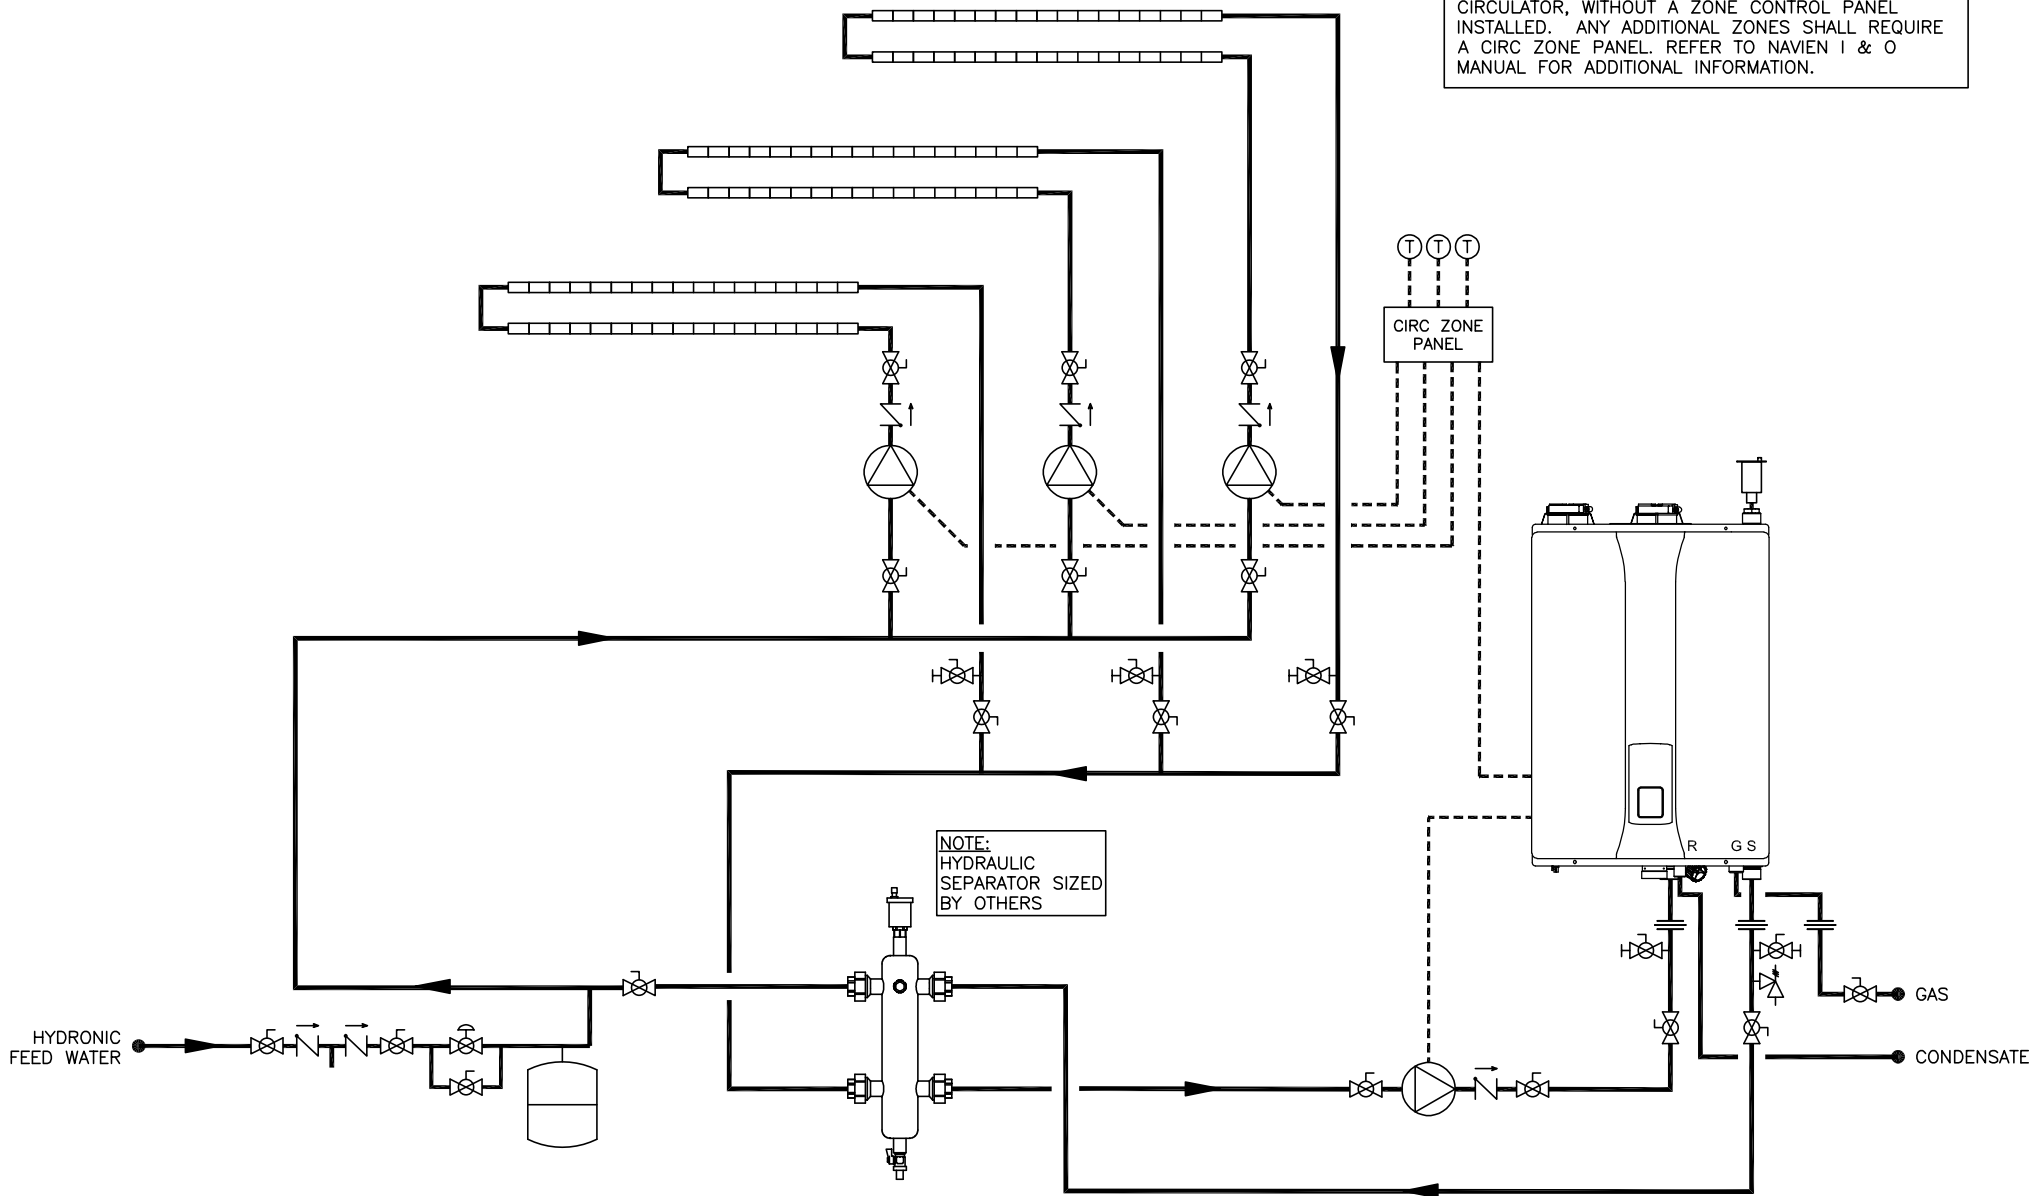 CIRCULATOR, WITHOUT A ZONE CONTROL PANEL
INSTALLED. ANY ADDITIONAL ZONES SHALL REQUIRE
A CIRC ZONE PANEL. REFER TO NAVIEN I & O
MANUAL FOR ADDITIONAL INFORMATION.
T T T
CIRC ZONE
PANEL
R G S
NOTE:
HYDRAULIC
SEPARATOR SIZED
BY OTHERS
GAS
HYDRONIC
FEED WATER
CONDENSATE